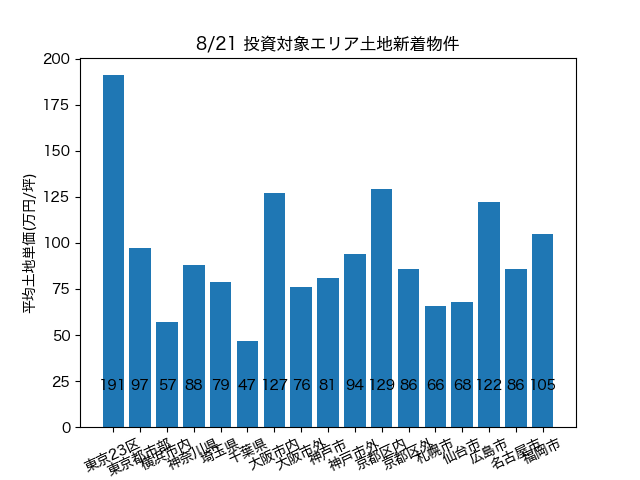 8/21 投資対象エリア土地新着物件
平均土地単価(万円/坪)
200
175
150
125
100
75
50
25
0
191 97 57 88 79 47 127 76 81 94 129 86 66 68 122 86 105
東京23区 東京都市部 横浜市内 神奈川県 埼玉県 千葉県 大阪市内 大阪市外 神戸市 神戸市外 京都区内 京都区外 札幌市 仙台市 広島市 名古屋市 福岡市